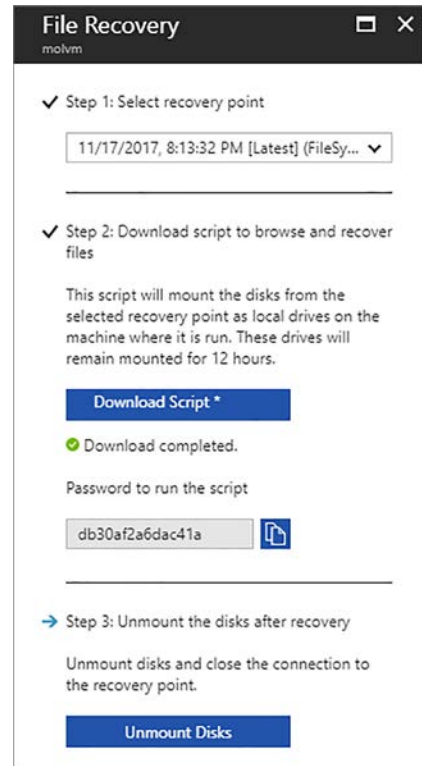 File Recovery
molvm
Step 1: Select recovery point
11/17/2017, 8:13:32 PM [Latest] (FileSy...
Step 2: Download script to browse and recover
files
This script will mount the disks from the
selected recovery point as local drives on the
machine where it is run. These drives will
remain mounted for 12 hours.
Download Script *
Download completed.
Password to run the script
db30af2a6dac41a
Step 3: Unmount the disks after recovery
Unmount disks and close the connection to
the recovery point.
Unmount Disks